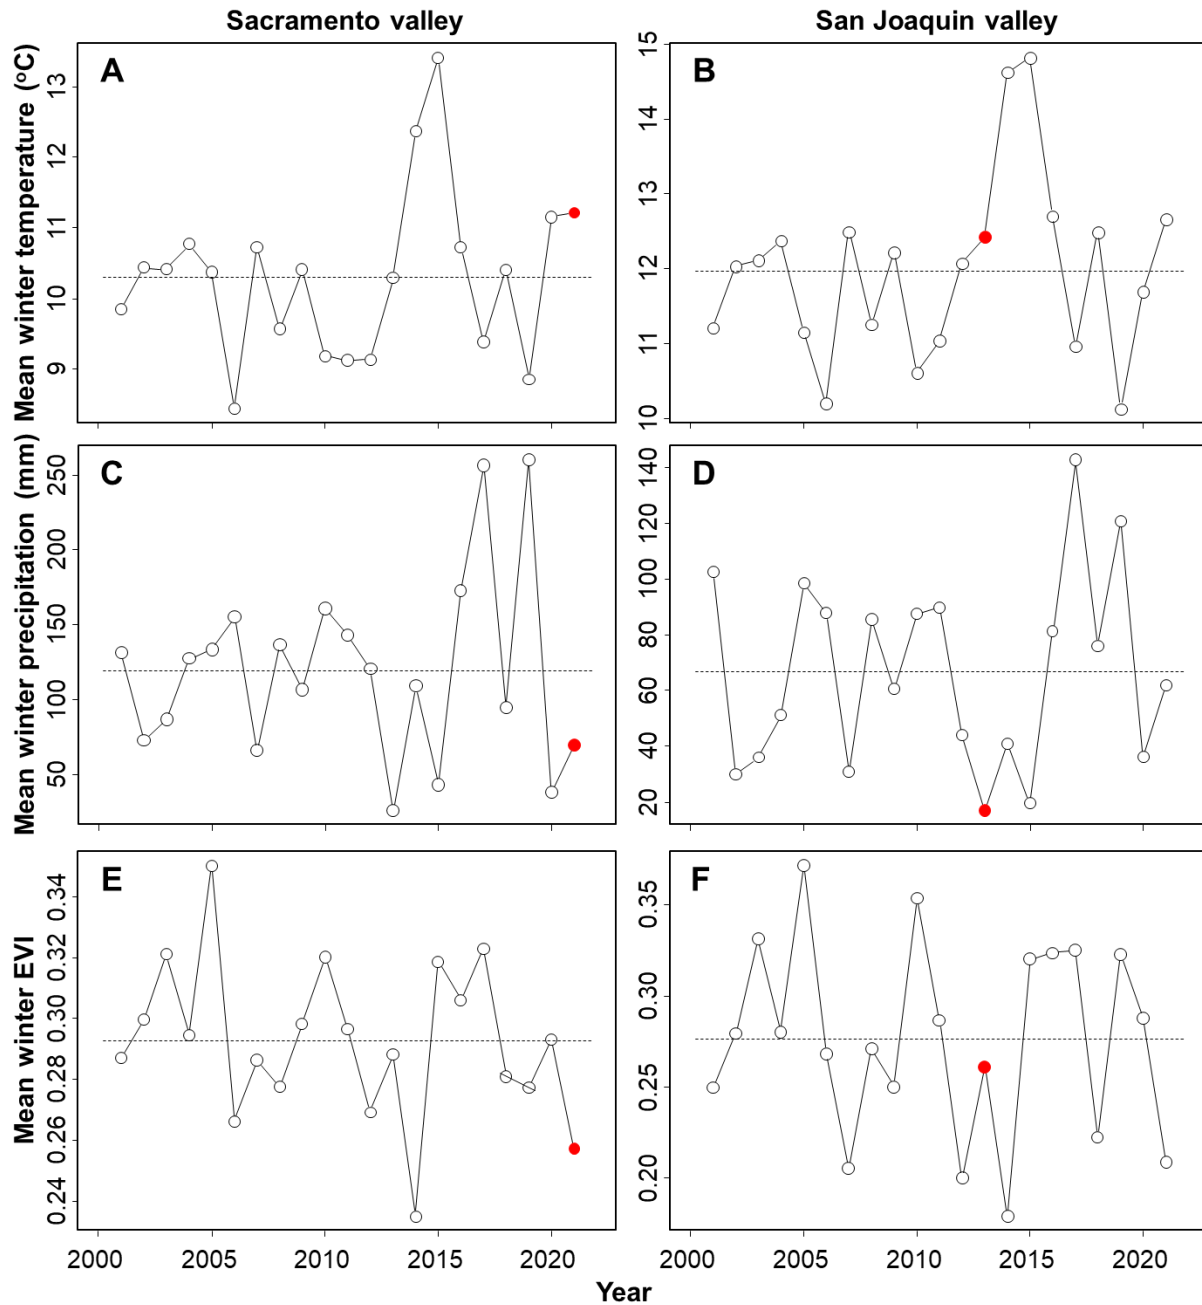 Sacramento valley
San Joaquin valley
Mean winter temperature (°C)
A
9 10 11 12 13
B
10 11 12 13 14 15
Mean winter precipitation (mm)
C
50 100 150 200 250
D
20 40 60 80 100 120 140
Mean winter EVI
E
0.24 0.26 0.28 0.30 0.32 0.34
F
0.20 0.25 0.30 0.35
2000 2005 2010 2015 2020
2000 2005 2010 2015 2020
Year